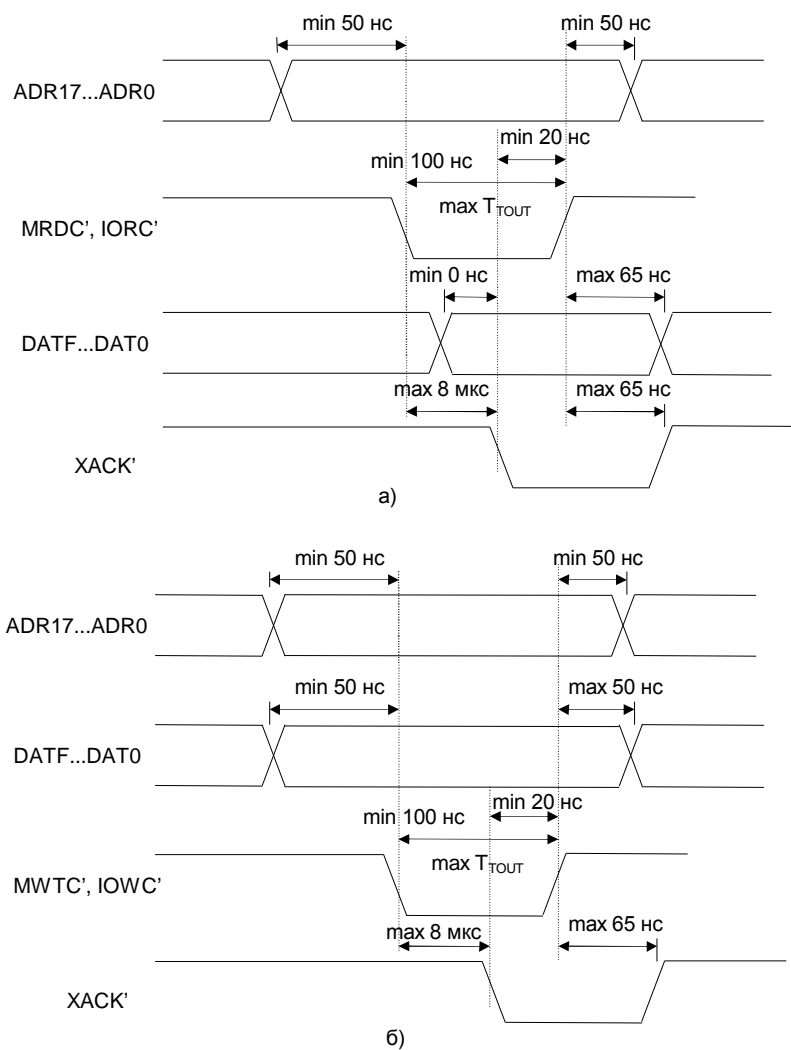 min 50 нс
min 50 нс
ADR17...ADR0
min 20 нс
min 100 нс
max T_TOUT
MRDC', IORC'
min 0 нс
max 65 нс
DATF...DAT0
max 8 мкс
max 65 нс
XACK'
а)
min 50 нс
min 50 нс
ADR17...ADR0
min 50 нс
max 50 нс
DATF...DAT0
min 20 нс
min 100 нс
max T_TOUT
MWTC', IOWC'
max 8 мкс
max 65 нс
XACK'
б)